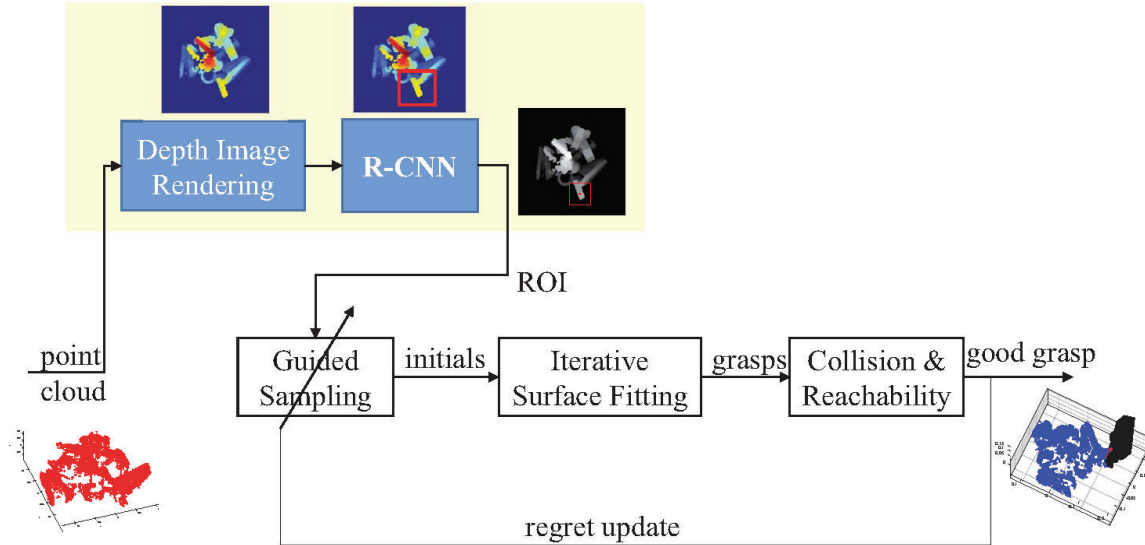 Depth Image
Rendering
R-CNN
ROI
point
cloud
Guided
Sampling
initials
Iterative
Surface Fitting
grasps
Collision &
Reachability
good grasp
regret update